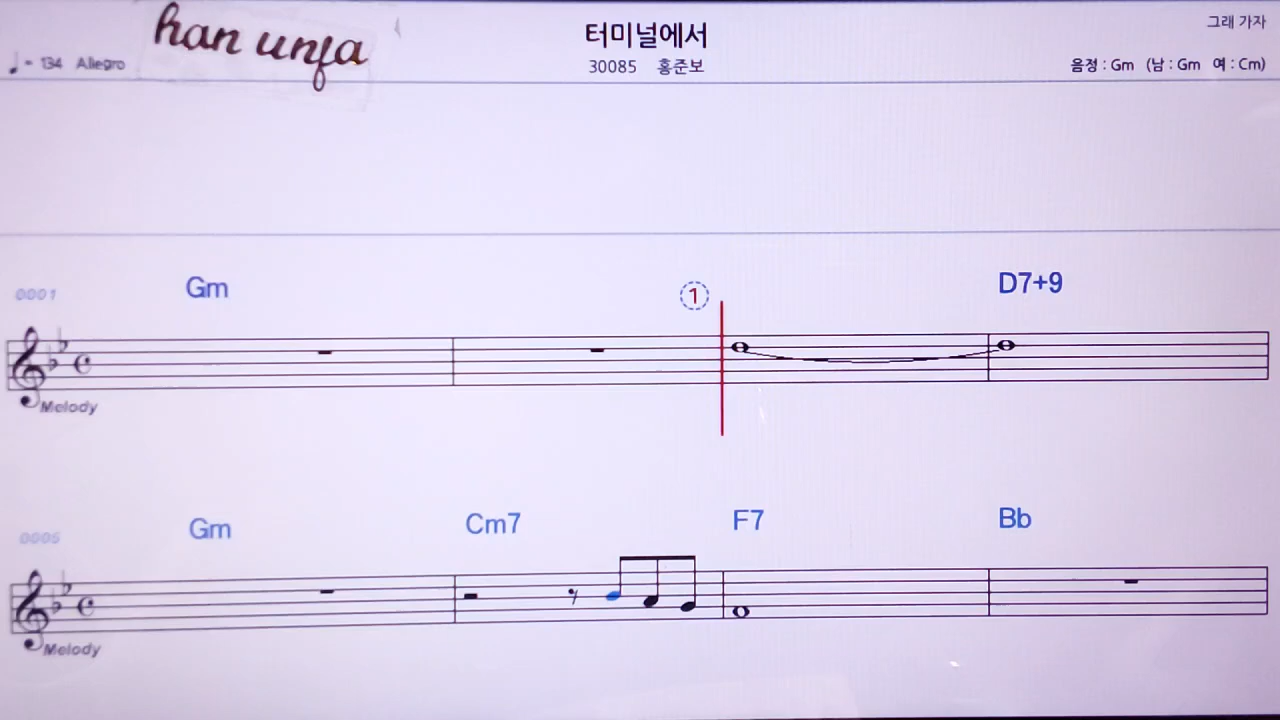 han unfa
터미널에서
그래 가자
♩= 134 Allegro
30085 홍준보
음정 : Gm (남 : Gm 여 : Cm)
0001 Gm ① D7+9
Melody
0005 Gm Cm7 F7 Bb
Melody